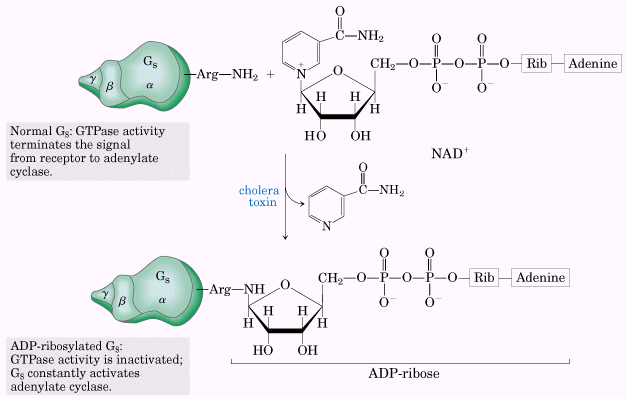 O
C—NH₂
Gₛ
γ
β
α
Arg—NH₂
+
N
+
O
CH₂—O—P—O—P—O—Rib—Adenine
O
O
O⁻
O⁻
H
H
H
H
HO
OH
NAD⁺
Normal Gₛ: GTPase activity
terminates the signal
from receptor to adenylate
cyclase.
cholera
toxin
O
C—NH₂
N
Gₛ
γ
β
α
Arg—NH
O
CH₂—O—P—O—P—O—Rib—Adenine
O
O
O⁻
O⁻
H
H
H
H
HO
OH
ADP-ribose
ADP-ribosylated Gₛ:
GTPase activity is inactivated;
Gₛ constantly activates
adenylate cyclase.